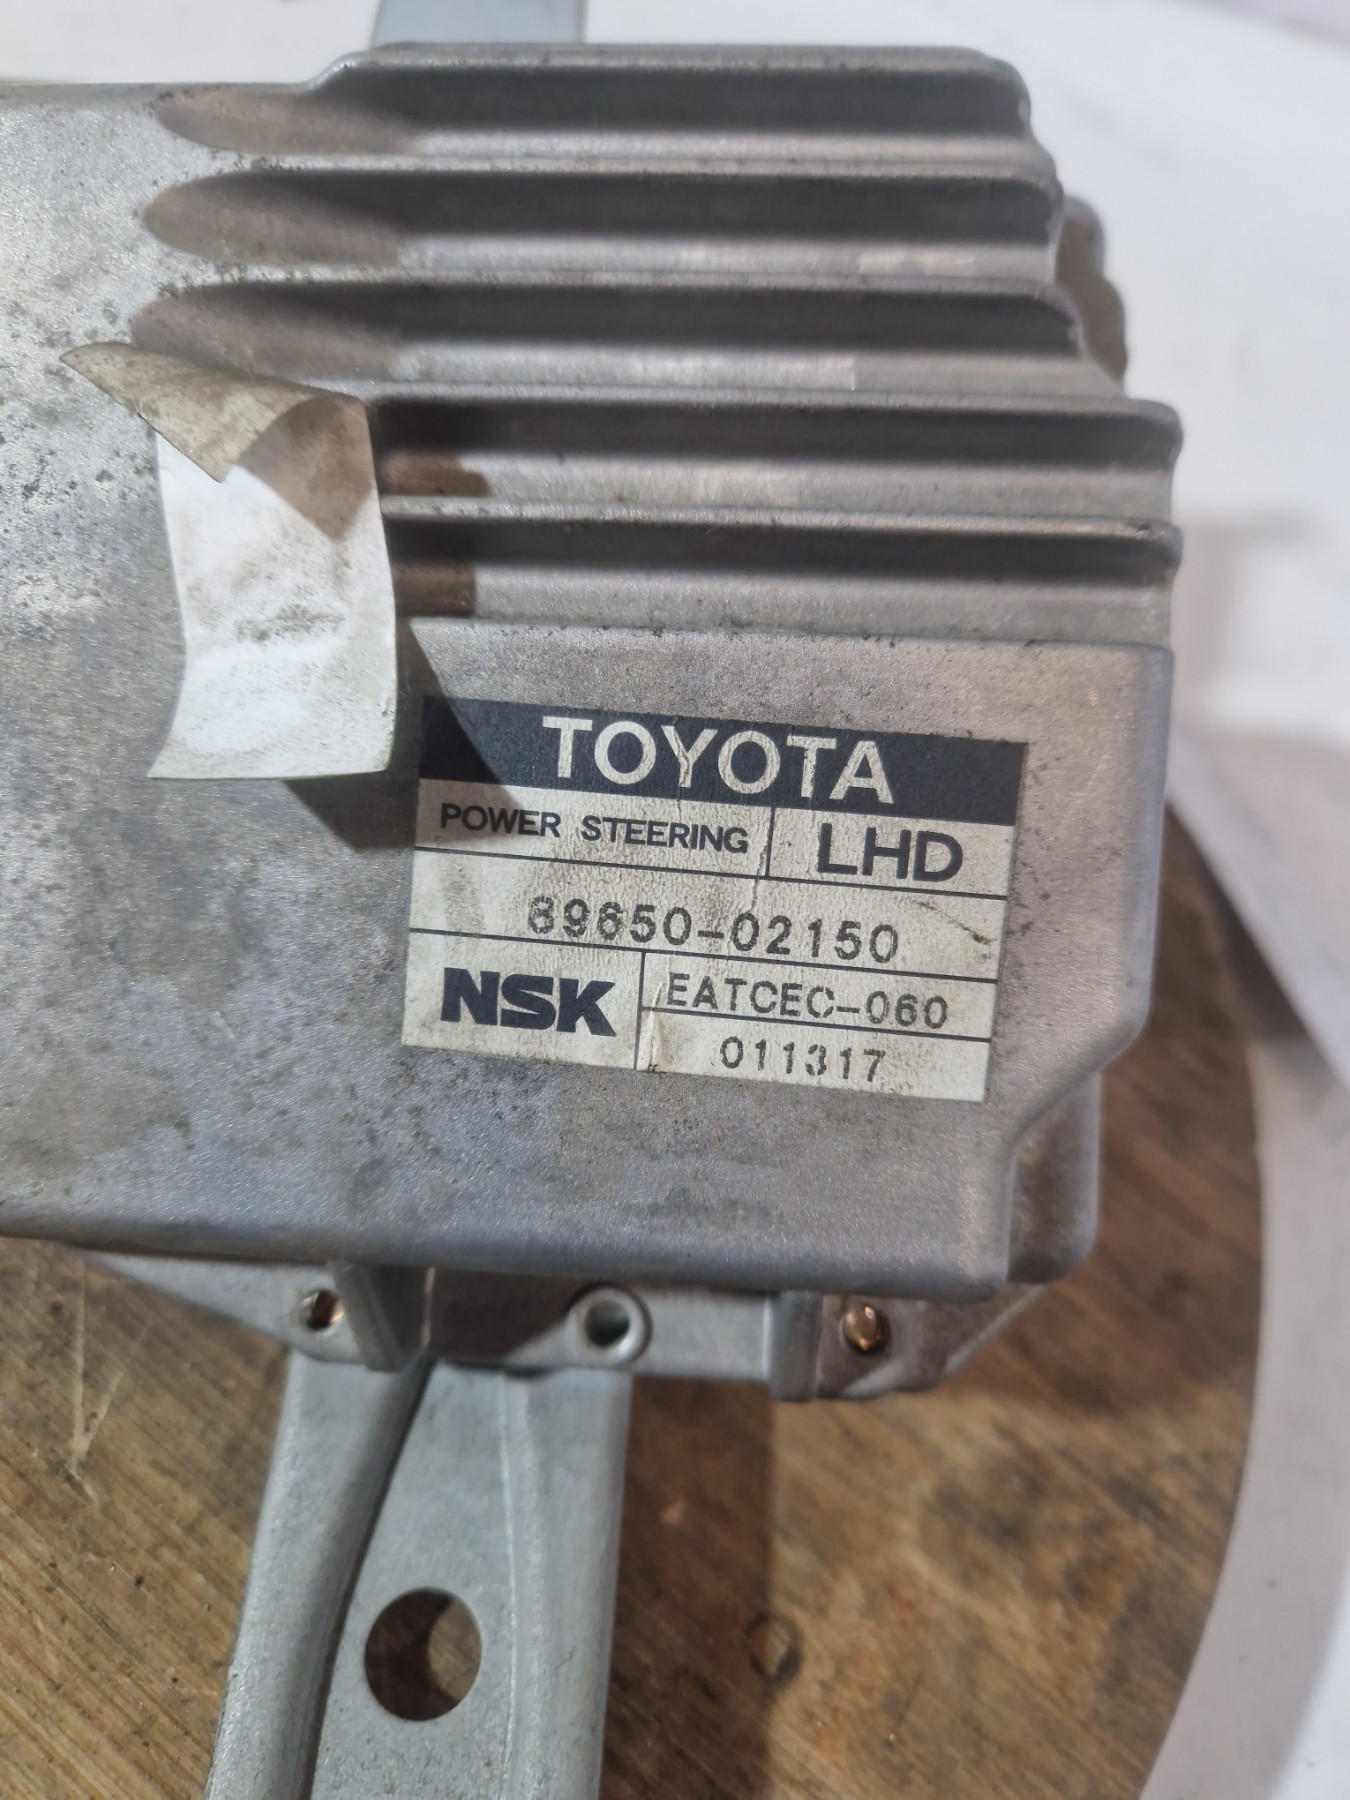 TOYOTA
POWER STEERING LHD
89650-02150
NSK EATCEC-060
011317